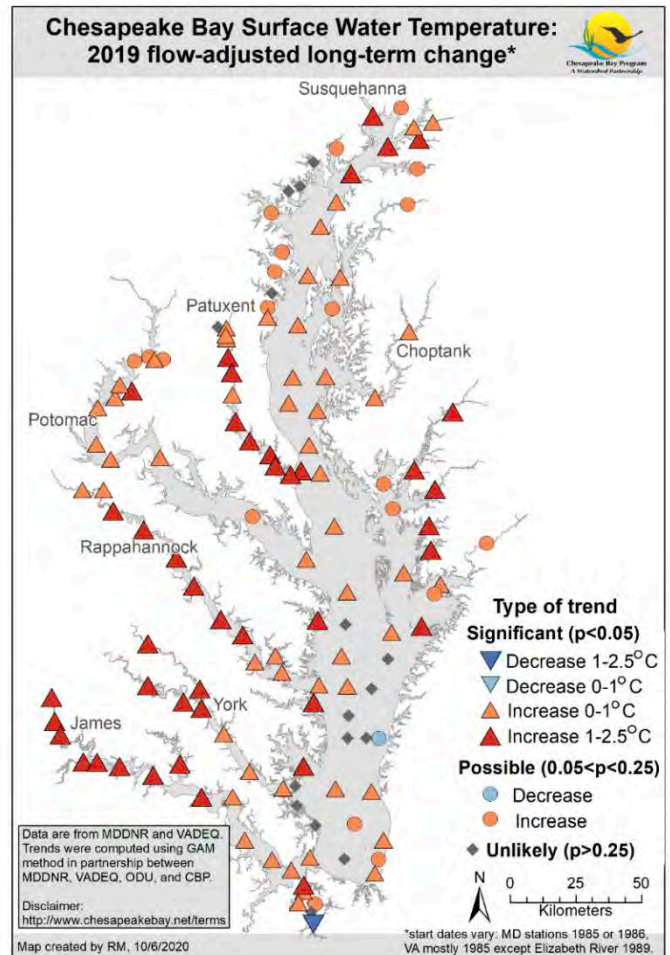 Chesapeake Bay Surface Water Temperature:
2019 flow-adjusted long-term change*
Chesapeake Bay Program
A Watershed Partnership
Susquehanna
Patuxent
Choptank
Potomac
Rappahannock
York
James
Type of trend
Significant (p<0.05)
Decrease 1-2.5°C
Decrease 0-1°C
Increase 0-1°C
Increase 1-2.5°C
Possible (0.05<p<0.25)
Decrease
Increase
Unlikely (p>0.25)
N
0 25 50
Kilometers
Data are from MDDNR and VADEQ.
Trends were computed using GAM
method in partnership between
MDDNR, VADEQ, ODU, and CBP.
Disclaimer:
http://www.chesapeakebay.net/terms
Map created by RM, 10/6/2020
*start dates vary: MD stations 1985 or 1986,
VA mostly 1985 except Elizabeth River 1989.